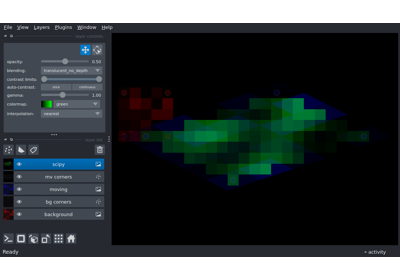 File View Layers Plugins Window Help
opacity: 0.50
blending: translucent_no_depth
contrast limits:
auto-contrast: once continuous
gamma: 1.00
colormap: green
interpolation: nearest
scipy
mv corners
moving
bg corners
background
Ready activity